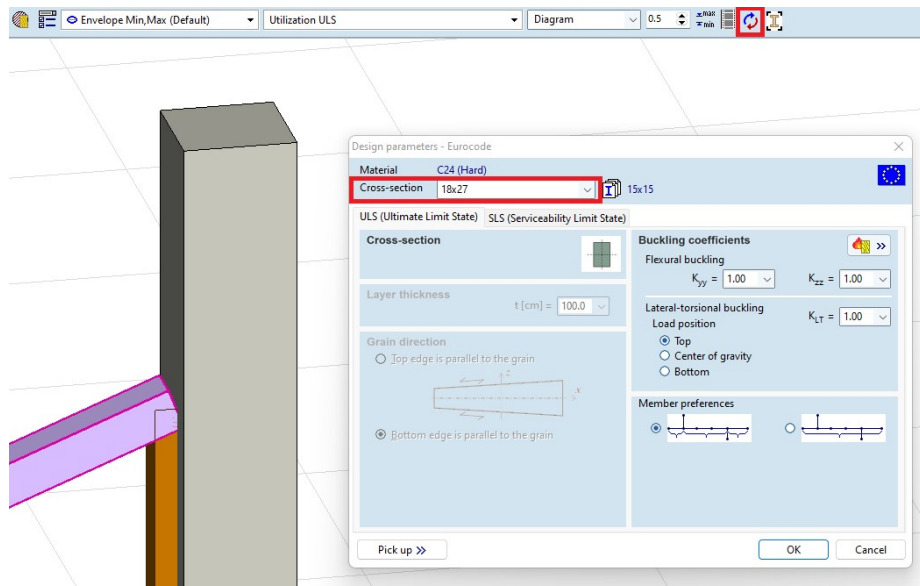 Envelope Min,Max (Default) Utilization ULS Diagram 0.5 max min
Design parameters - Eurocode
Material C24 (Hard)
Cross-section 18x27 15x15
ULS (Ultimate Limit State) SLS (Serviceability Limit State)
Cross-section
Layer thickness
t [cm] = 100.0
Grain direction
Top edge is parallel to the grain
z
x
Bottom edge is parallel to the grain
Buckling coefficients
Flexural buckling
Kyy = 1.00 Kzz = 1.00
Lateral-torsional buckling
Load position
KLT = 1.00
Top
Center of gravity
Bottom
Member preferences
Pick up >> OK Cancel